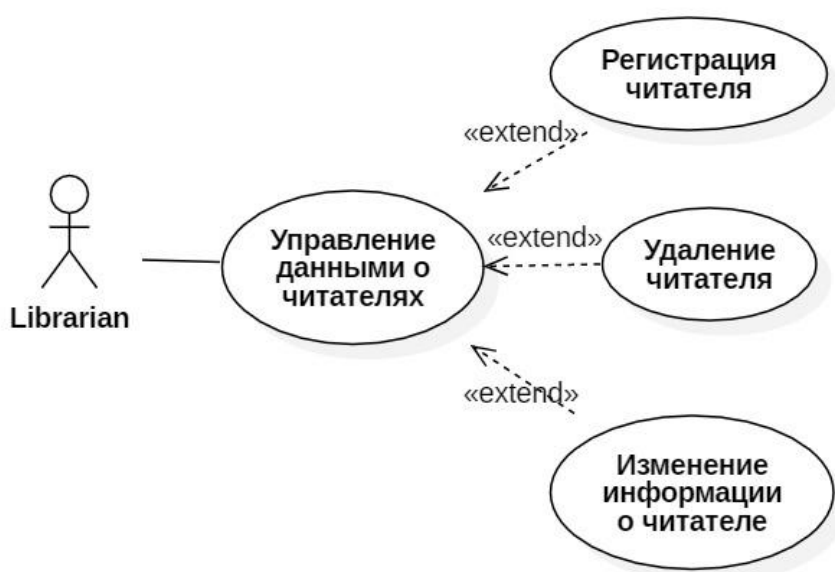 Регистрация
читателя
«extend»
Управление
данными о
читателях
«extend»
Удаление
читателя
Librarian
«extend»
Изменение
информации
о читателе